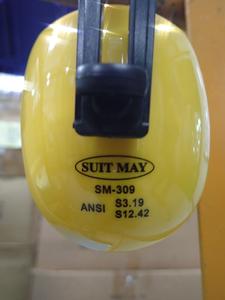 SUIT MAY
SM-309
ANSI S3.19
S12.42